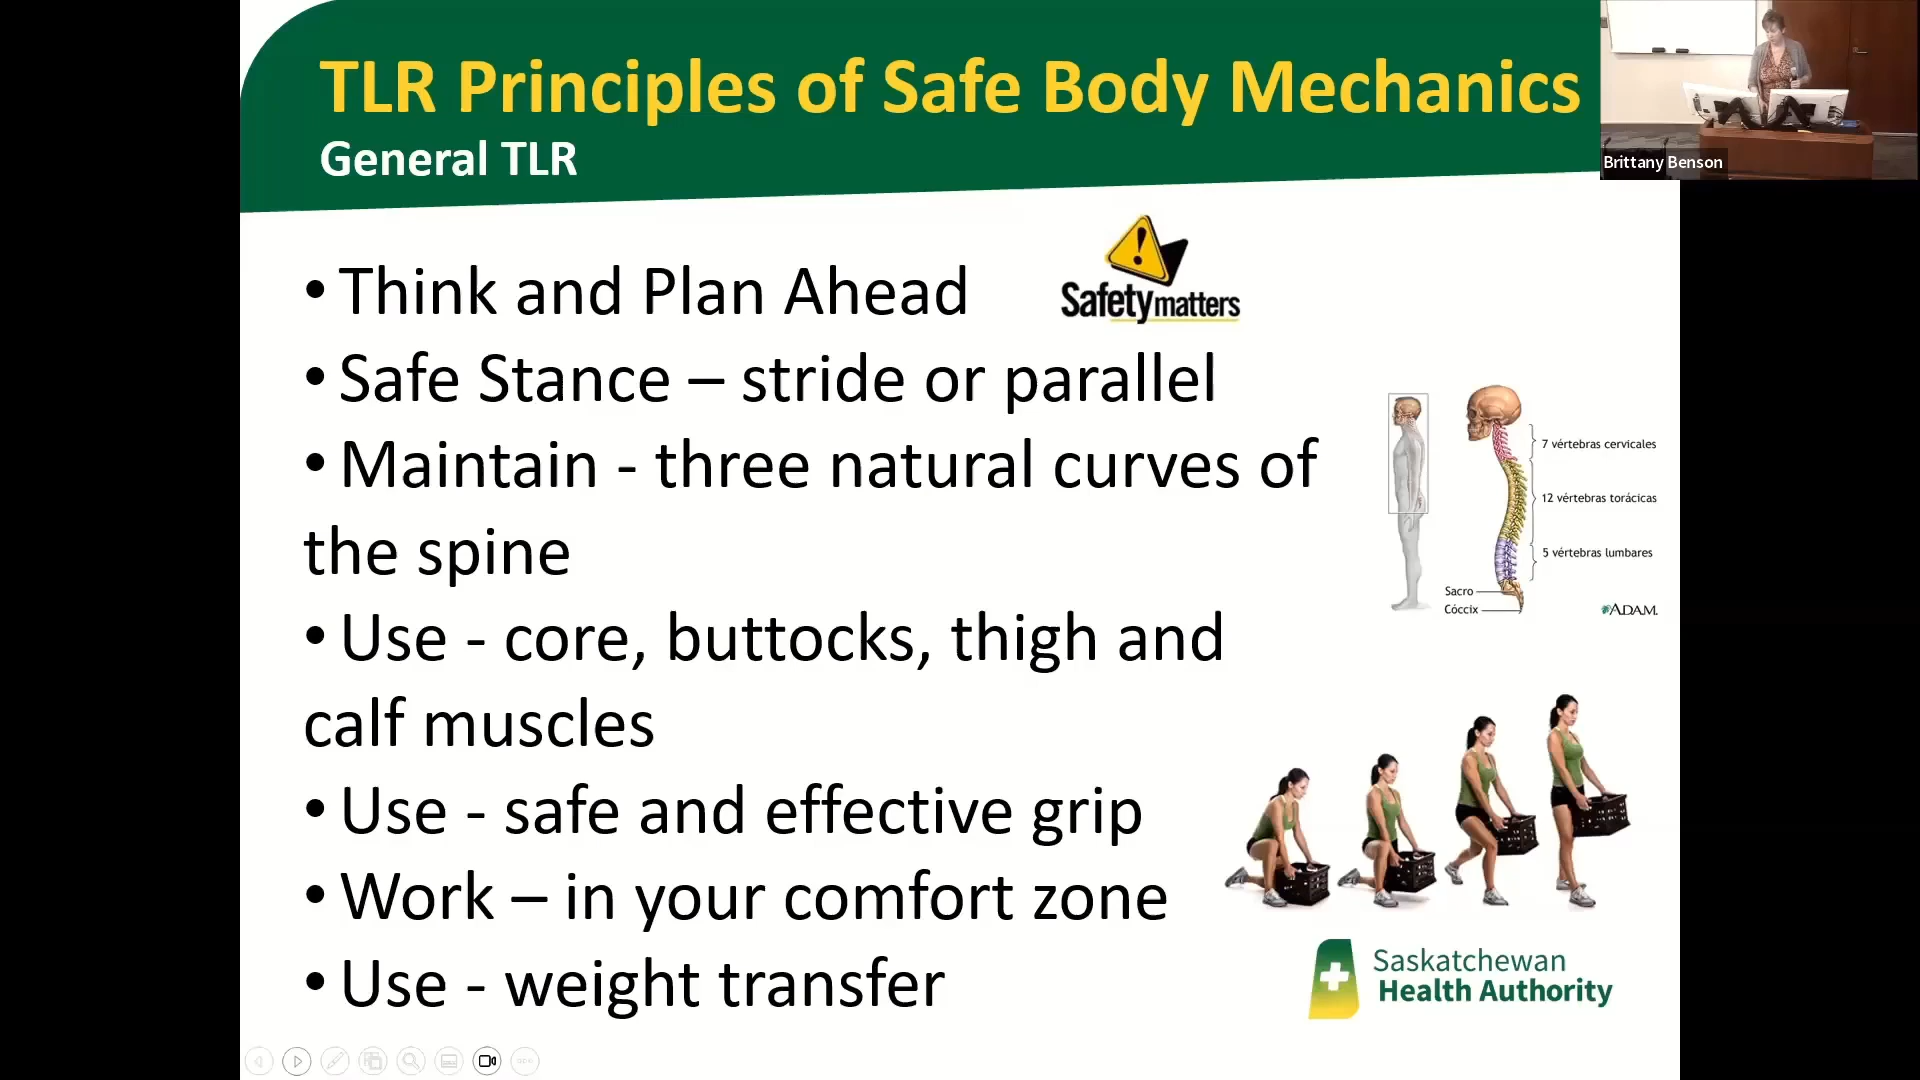 TLR Principles of Safe Body Mechanics
General TLR
Brittany Benson
• Think and Plan Ahead
Safety matters
• Safe Stance – stride or parallel
• Maintain - three natural curves of
the spine
• Use - core, buttocks, thigh and
calf muscles
• Use - safe and effective grip
• Work – in your comfort zone
• Use - weight transfer
7 vértebras cervicales
12 vértebras torácicas
5 vértebras lumbares
Sacro
Cóccix
ADAM.
Saskatchewan
Health Authority